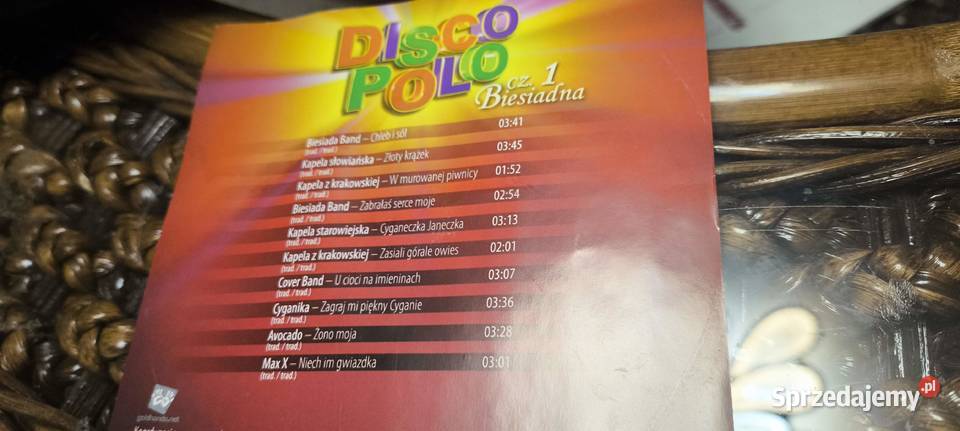 DISCO
POLO
cz. 1
Biesiadna
Biesiada Band – Chleb i sól 03:41
(trad. / trad.)
Kapela słowiańska – Złoty krążek 03:45
(trad. / trad.)
Kapela z krakowskiej – W murowanej piwnicy 01:52
(trad. / trad.)
Biesiada Band – Zabrałaś serce moje 02:54
(trad. / trad.)
Kapela starowiejska – Cyganeczka Janeczka 03:13
(trad. / trad.)
Kapela z krakowskiej – Zasiali górale owies 02:01
(trad. / trad.)
Cover Band – U cioci na imieninach 03:07
(trad. / trad.)
Cyganika – Zagraj mi piękny Cyganie 03:36
(trad. / trad.)
Avocado – Żono moja 03:28
(trad. / trad.)
Max X – Niech im gwiazdka 03:01
(trad. / trad.)
Sprzedajemy.pl